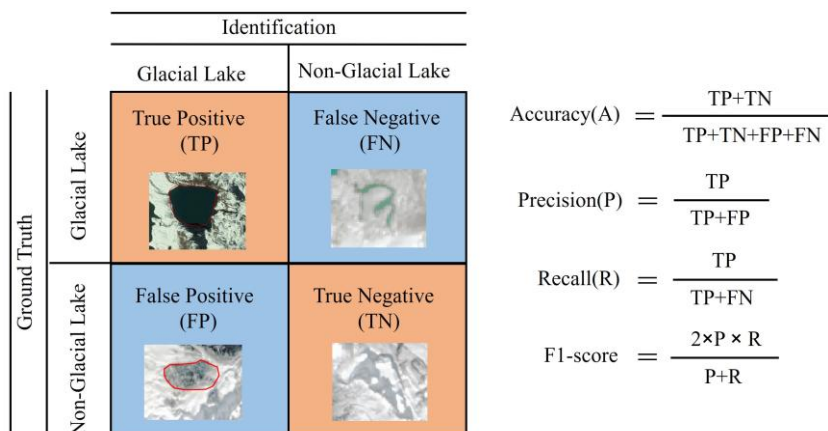 Identification
Glacial Lake
Non-Glacial Lake
Ground Truth
Glacial Lake
True Positive
(TP)
False Negative
(FN)
Non-Glacial Lake
False Positive
(FP)
True Negative
(TN)
Accuracy(A) = TP+TN
TP+TN+FP+FN
Precision(P) = TP
TP+FP
Recall(R) = TP
TP+FN
F1-score = 2×P × R
P+R